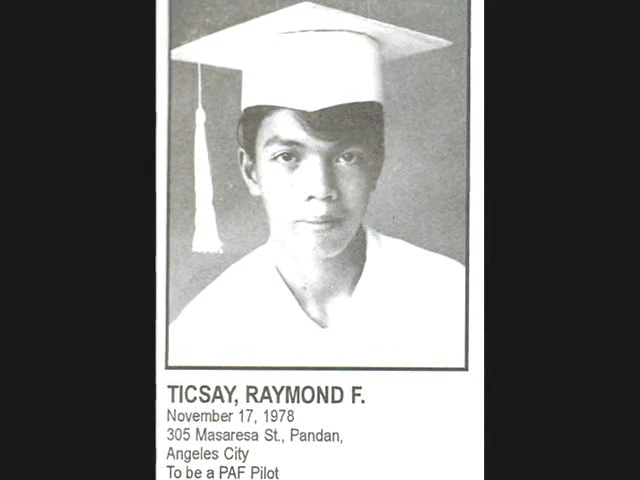 TICSAY, RAYMOND F.
November 17, 1978
305 Masaresa St., Pandan,
Angeles City
To be a PAF Pilot